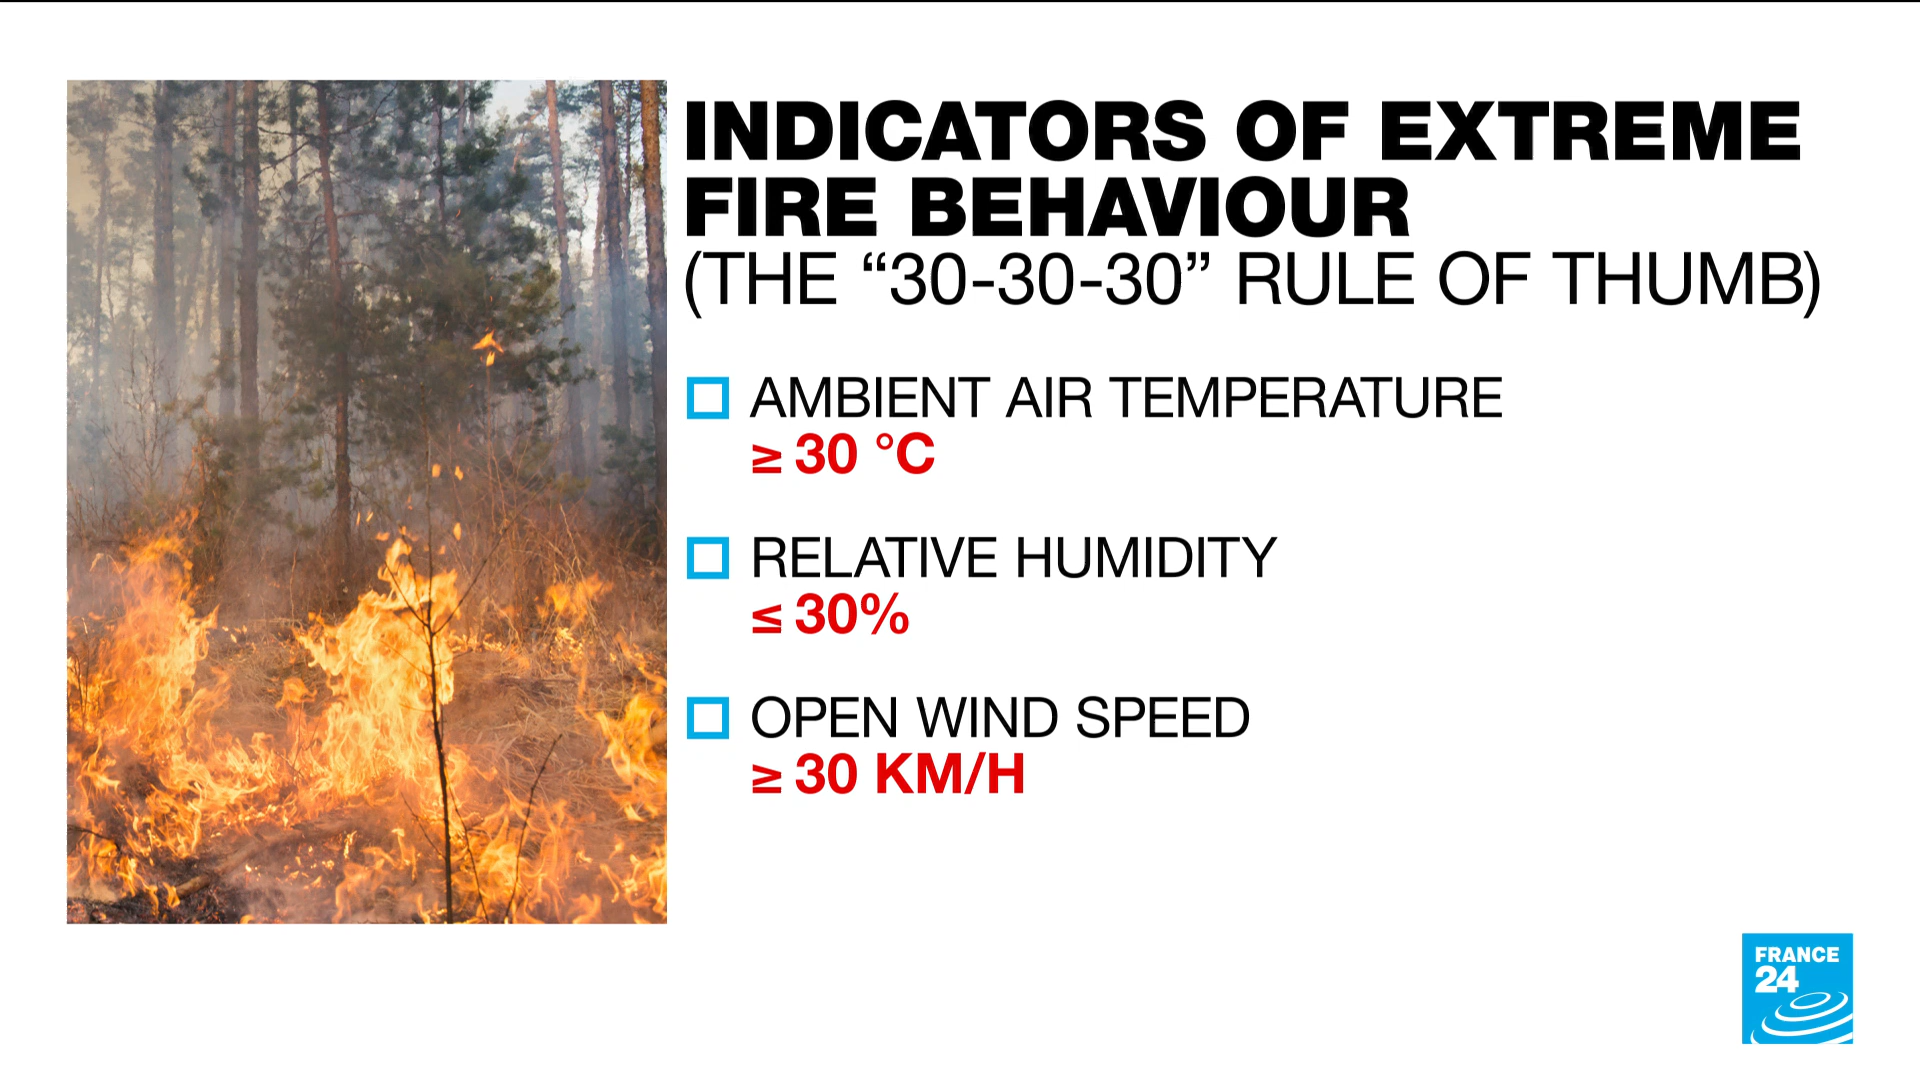 INDICATORS OF EXTREME
FIRE BEHAVIOUR
(THE “30-30-30” RULE OF THUMB)
AMBIENT AIR TEMPERATURE
≥ 30 °C
RELATIVE HUMIDITY
≤ 30%
OPEN WIND SPEED
≥ 30 KM/H
FRANCE
24